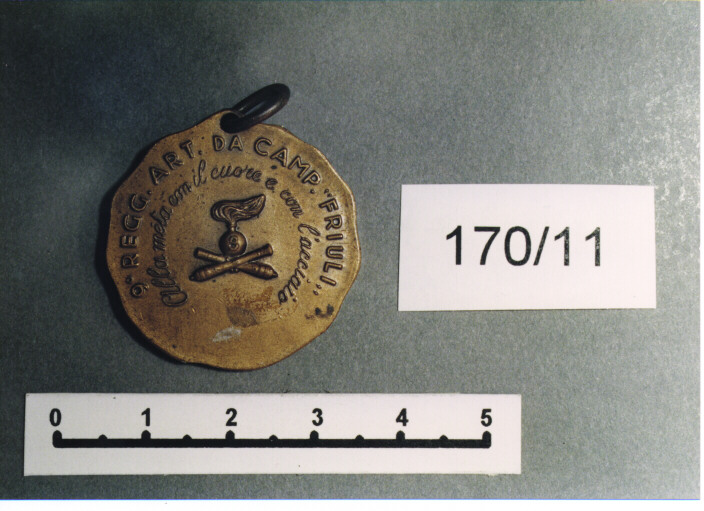 9° REGG. ART. DA CAMP. "FRIULI"
Alla meta con il cuore e con l'acciaio
9
170/11
0 1 2 3 4 5